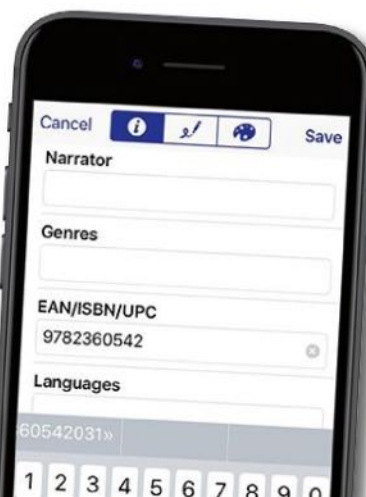 Cancel Save
Narrator
Genres
EAN/ISBN/UPC
9782360542
Languages
60542031»
1 2 3 4 5 6 7 8 9 0